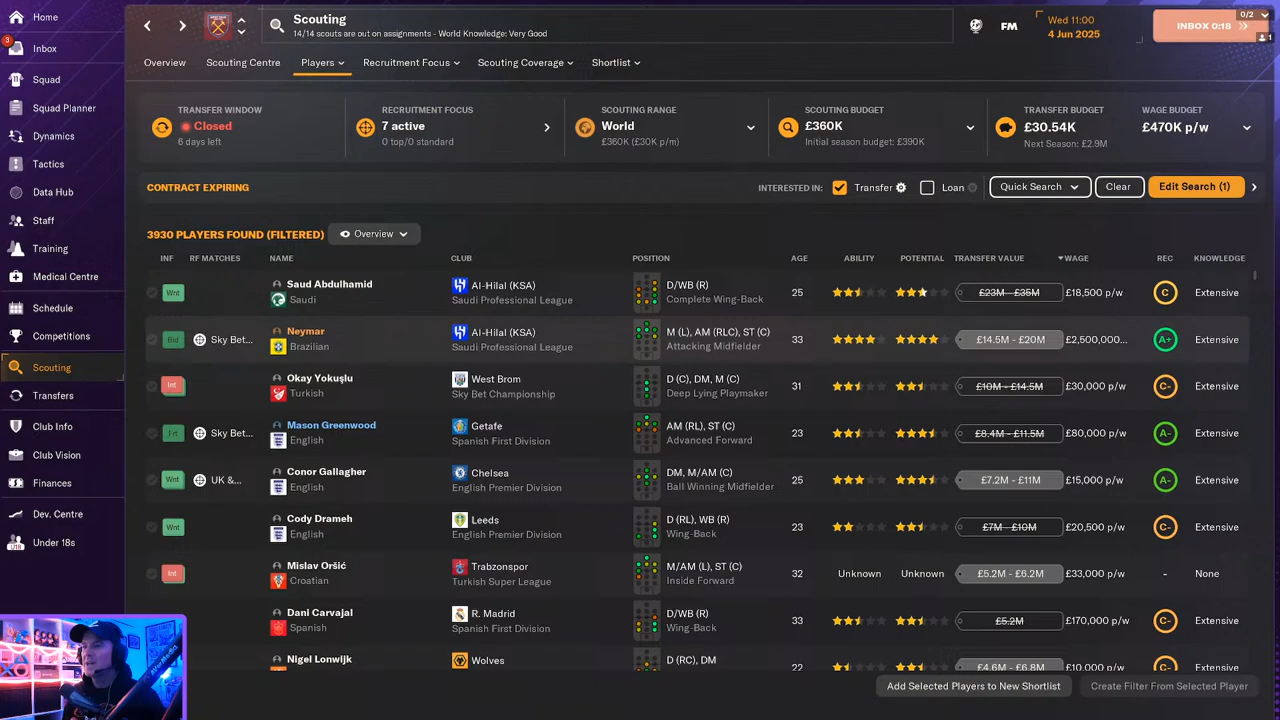 Home
3
Inbox
Squad
Squad Planner
Dynamics
Tactics
Data Hub
Staff
Training
Medical Centre
Schedule
Competitions
Scouting
Transfers
Club Info
Club Vision
Finances
Dev. Centre
U18
Under 18s
Scouting
14/14 scouts are out on assignments - World Knowledge: Very Good
FM
Wed 11:00
4 Jun 2025
INBOX 0:18
0/2
1
Overview
Scouting Centre
Players
Recruitment Focus
Scouting Coverage
Shortlist
TRANSFER WINDOW
Closed
6 days left
RECRUITMENT FOCUS
7 active
0 top/0 standard
SCOUTING RANGE
World
£360K (£30K p/m)
SCOUTING BUDGET
£360K
Initial season budget: £390K
TRANSFER BUDGET
£30.54K
Next Season: £2.9M
WAGE BUDGET
£470K p/w
CONTRACT EXPIRING
INTERESTED IN:
Transfer
Loan
Quick Search
Clear
Edit Search (1)
3930 PLAYERS FOUND (FILTERED)
Overview
INF RF MATCHES NAME CLUB POSITION AGE ABILITY POTENTIAL TRANSFER VALUE WAGE REC KNOWLEDGE
Wnt Saud Abdulhamid Al-Hilal (KSA) D/WB (R) 25 £23M - £35M £18,500 p/w C Extensive
Saudi Saudi Professional League Complete Wing-Back
Bid Sky Bet... Neymar Al-Hilal (KSA) M (L), AM (RLC), ST (C) 33 £14.5M - £20M £2,500,000... A+ Extensive
Brazilian Saudi Professional League Attacking Midfielder
Int Okay Yokuşlu West Brom D (C), DM, M (C) 31 £10M - £14.5M £30,000 p/w C- Extensive
Turkish Sky Bet Championship Deep Lying Playmaker
Frt Sky Bet... Mason Greenwood Getafe AM (RL), ST (C) 23 £8.4M - £11.5M £80,000 p/w A- Extensive
English Spanish First Division Advanced Forward
Wnt UK &... Conor Gallagher Chelsea DM, M/AM (C) 25 £7.2M - £11M £15,000 p/w A- Extensive
English English Premier Division Ball Winning Midfielder
Wnt Cody Drameh Leeds D (RL), WB (R) 23 £7M - £10M £20,500 p/w C- Extensive
English English Premier Division Wing-Back
Int Mislav Oršić Trabzonspor M/AM (L), ST (C) 32 Unknown Unknown £5.2M - £6.2M £33,000 p/w - None
Croatian Turkish Super League Inside Forward
Dani Carvajal R. Madrid D/WB (R) 33 £5.2M £170,000 p/w C- Extensive
Spanish Spanish First Division Wing-Back
Nigel Lonwijk Wolves D (RC), DM 22 £4.6M - £6.8M £10,000 p/w C- Extensive
Add Selected Players to New Shortlist
Create Filter From Selected Player